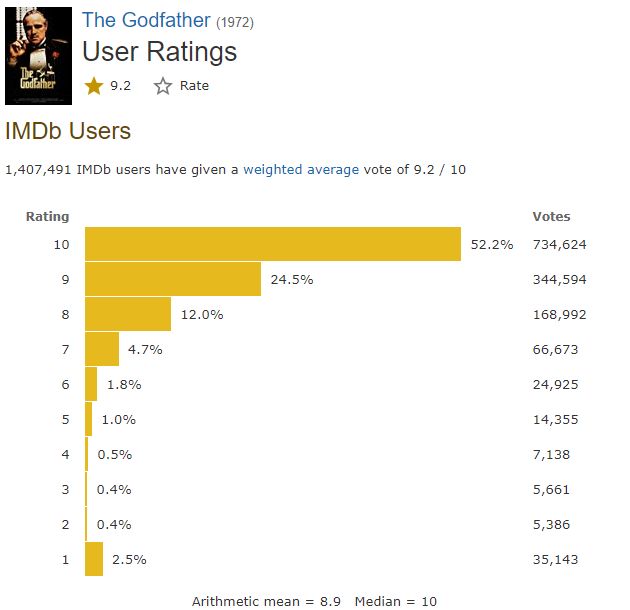 The Godfather (1972)
User Ratings
9.2 Rate
The Godfather
IMDb Users
1,407,491 IMDb users have given a weighted average vote of 9.2 / 10
Rating Votes
10 52.2% 734,624
9 24.5% 344,594
8 12.0% 168,992
7 4.7% 66,673
6 1.8% 24,925
5 1.0% 14,355
4 0.5% 7,138
3 0.4% 5,661
2 0.4% 5,386
1 2.5% 35,143
Arithmetic mean = 8.9 Median = 10